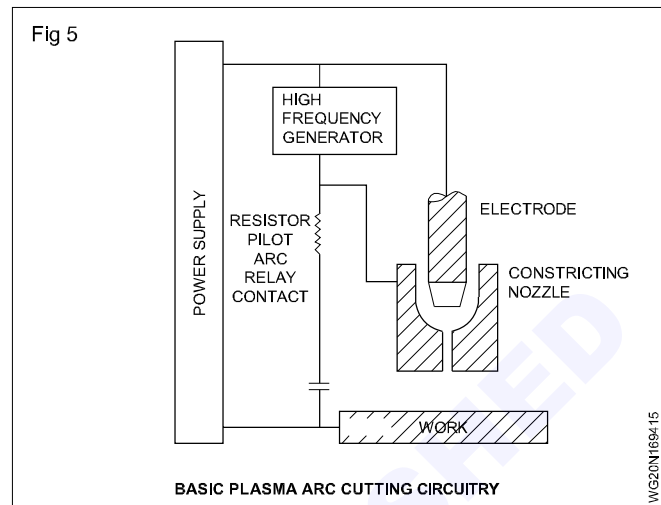 Fig 5
HIGH
FREQUENCY
GENERATOR
POWER SUPPLY
RESISTOR
PILOT
ARC
RELAY
CONTACT
ELECTRODE
CONSTRICTING
NOZZLE
WORK
BASIC PLASMA ARC CUTTING CIRCUITRY
WG20N169415